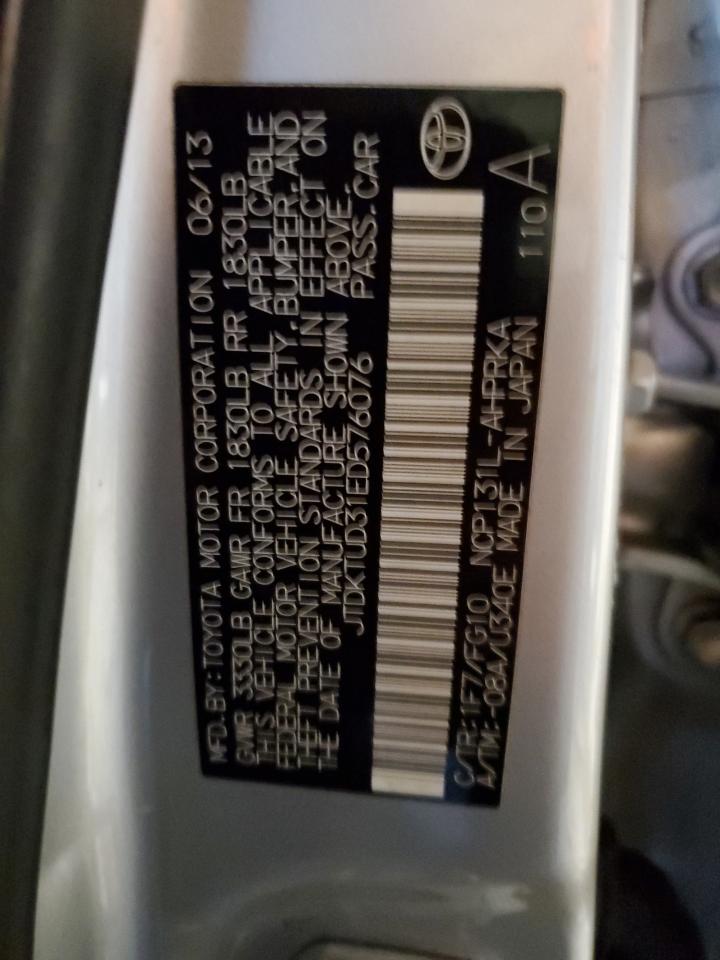 MFD.BY:TOYOTA MOTOR CORPORATION 06/13
GVWR 3330LB GAWR FR 1830LB RR 1830LB
THIS VEHICLE CONFORMS TO ALL APPLICABLE
FEDERAL MOTOR VEHICLE SAFETY, BUMPER, AND
THEFT PREVENTION STANDARDS IN EFFECT ON
THE DATE OF MANUFACTURE SHOWN ABOVE.
JTDKTUD31ED576076 PASS.CAR
C/TR:1F7/FG10 NCP131L-AHPRKA 110 A
A/TM:-08A/U340E MADE IN JAPAN